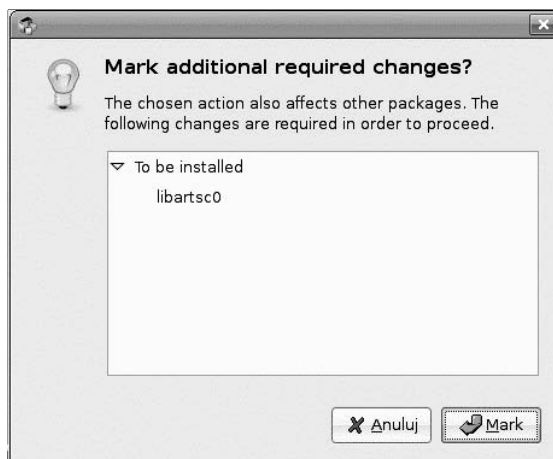 Mark additional required changes?
The chosen action also affects other packages. The
following changes are required in order to proceed.
To be installed
libartsc0
Anuluj
Mark